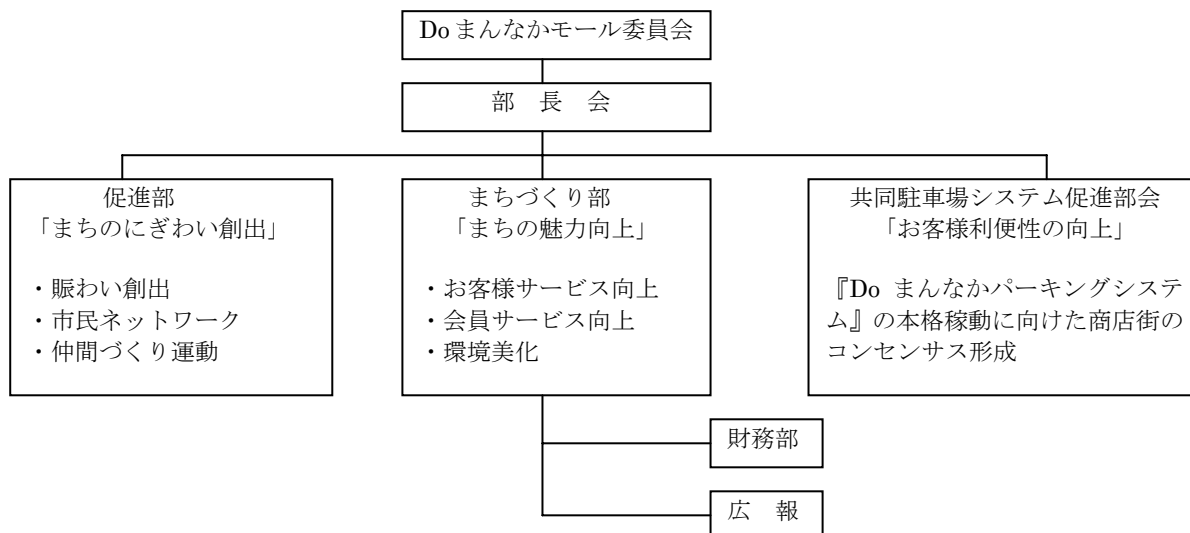 Do まんなかモール委員会
部　長　会
促進部
「まちのにぎわい創出」
・賑わい創出
・市民ネットワーク
・仲間づくり運動
まちづくり部
「まちの魅力向上」
・お客様サービス向上
・会員サービス向上
・環境美化
共同駐車場システム促進部会
「お客様利便性の向上」
『Do まんなかパーキングシステ
ム』の本格稼動に向けた商店街の
コンセンサス形成
財務部
広　報